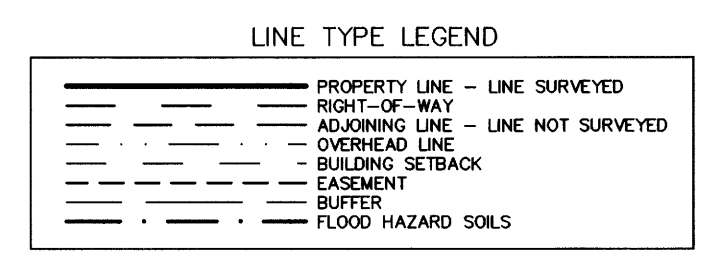 LINE TYPE LEGEND
PROPERTY LINE – LINE SURVEYED
RIGHT–OF–WAY
ADJOINING LINE – LINE NOT SURVEYED
OVERHEAD LINE
BUILDING SETBACK
EASEMENT
BUFFER
FLOOD HAZARD SOILS